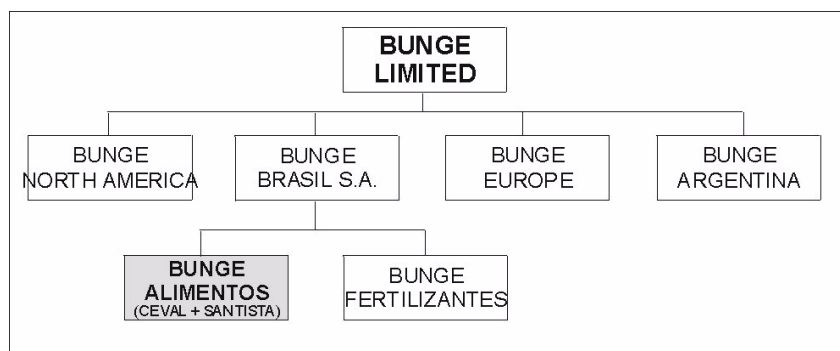 BUNGE
LIMITED
BUNGE
NORTH AMERICA
BUNGE
BRASIL S.A.
BUNGE
EUROPE
BUNGE
ARGENTINA
BUNGE
ALIMENTOS
(CEVAL + SANTISTA)
BUNGE
FERTILIZANTES